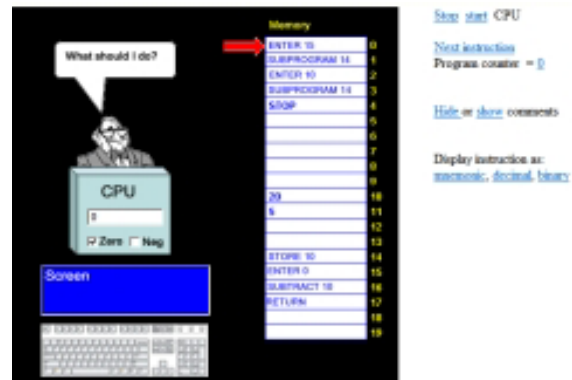 Memory
What should I do?
ENTER 15 0
SUBPROGRAM 14 1
ENTER 10 2
SUBPROGRAM 14 3
STOP 4
5
6
7
8
9
20 10
5 11
12
13
STORE 10 14
ENTER 0 15
SUBTRACT 10 16
RETURN 17
18
19
CPU
0
Zero Neg
Screen
Stop start CPU
Next instruction
Program counter = 0
Hide or show comments
Display instruction as:
mnemonic, decimal, binary